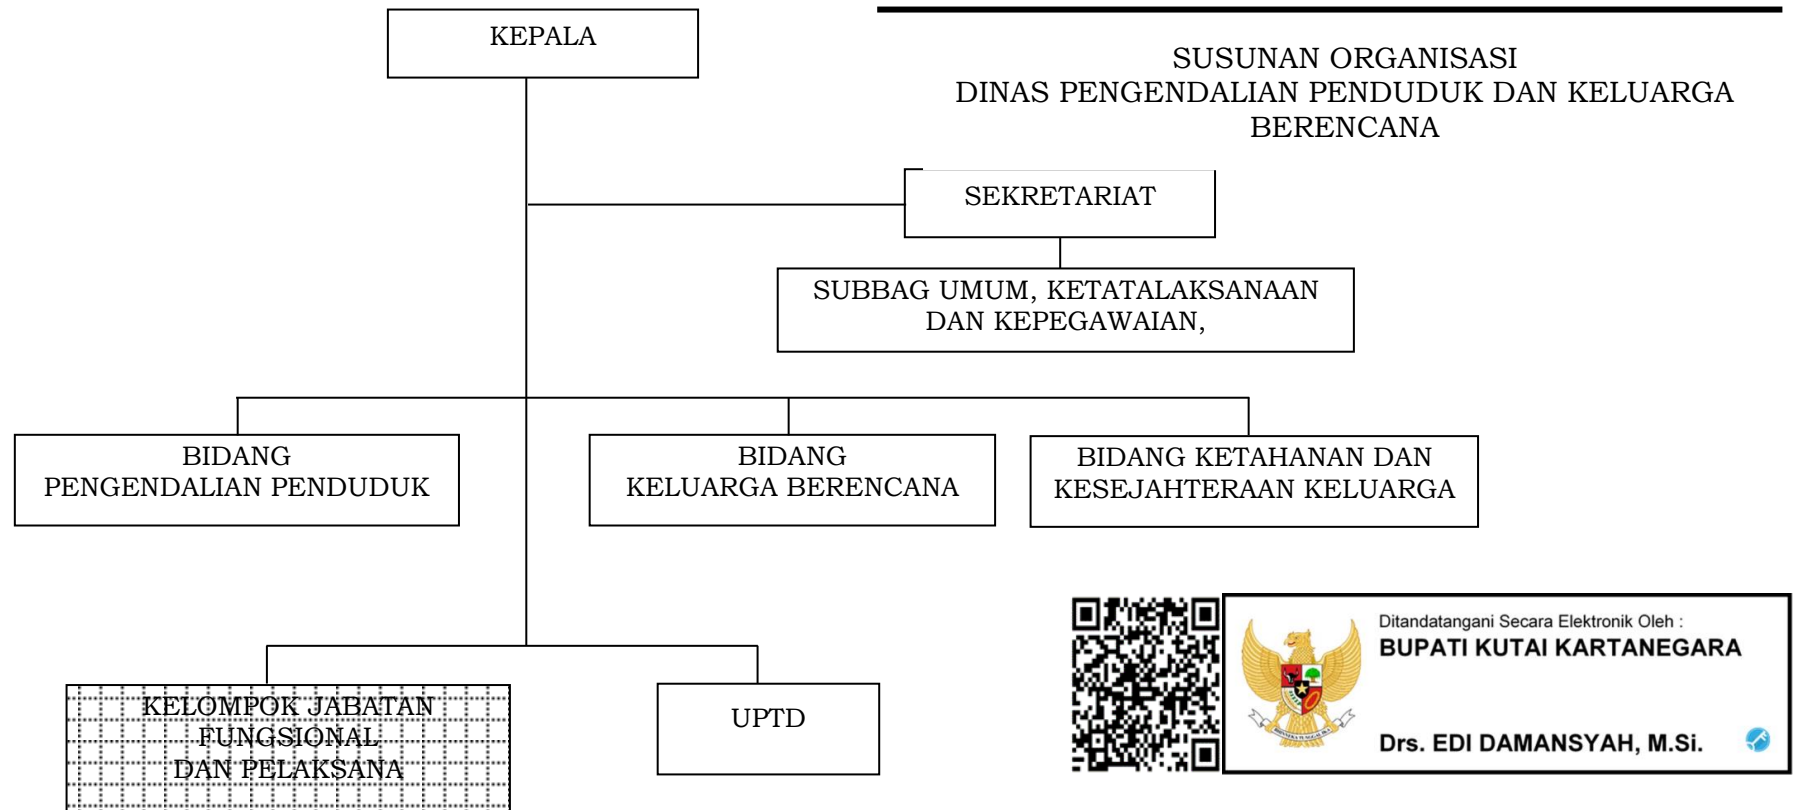 KEPALA
SUSUNAN ORGANISASI
DINAS PENGENDALIAN PENDUDUK DAN KELUARGA
BERENCANA
SEKRETARIAT
SUBBAG UMUM, KETATALAKSANAAN
DAN KEPEGAWAIAN,
BIDANG
PENGENDALIAN PENDUDUK
BIDANG
KELUARGA BERENCANA
BIDANG KETAHANAN DAN
KESEJAHTERAAN KELUARGA
KELOMPOK JABATAN
FUNGSIONAL
DAN PELAKSANA
UPTD
Ditandatangani Secara Elektronik Oleh :
BUPATI KUTAI KARTANEGARA
Drs. EDI DAMANSYAH, M.Si.